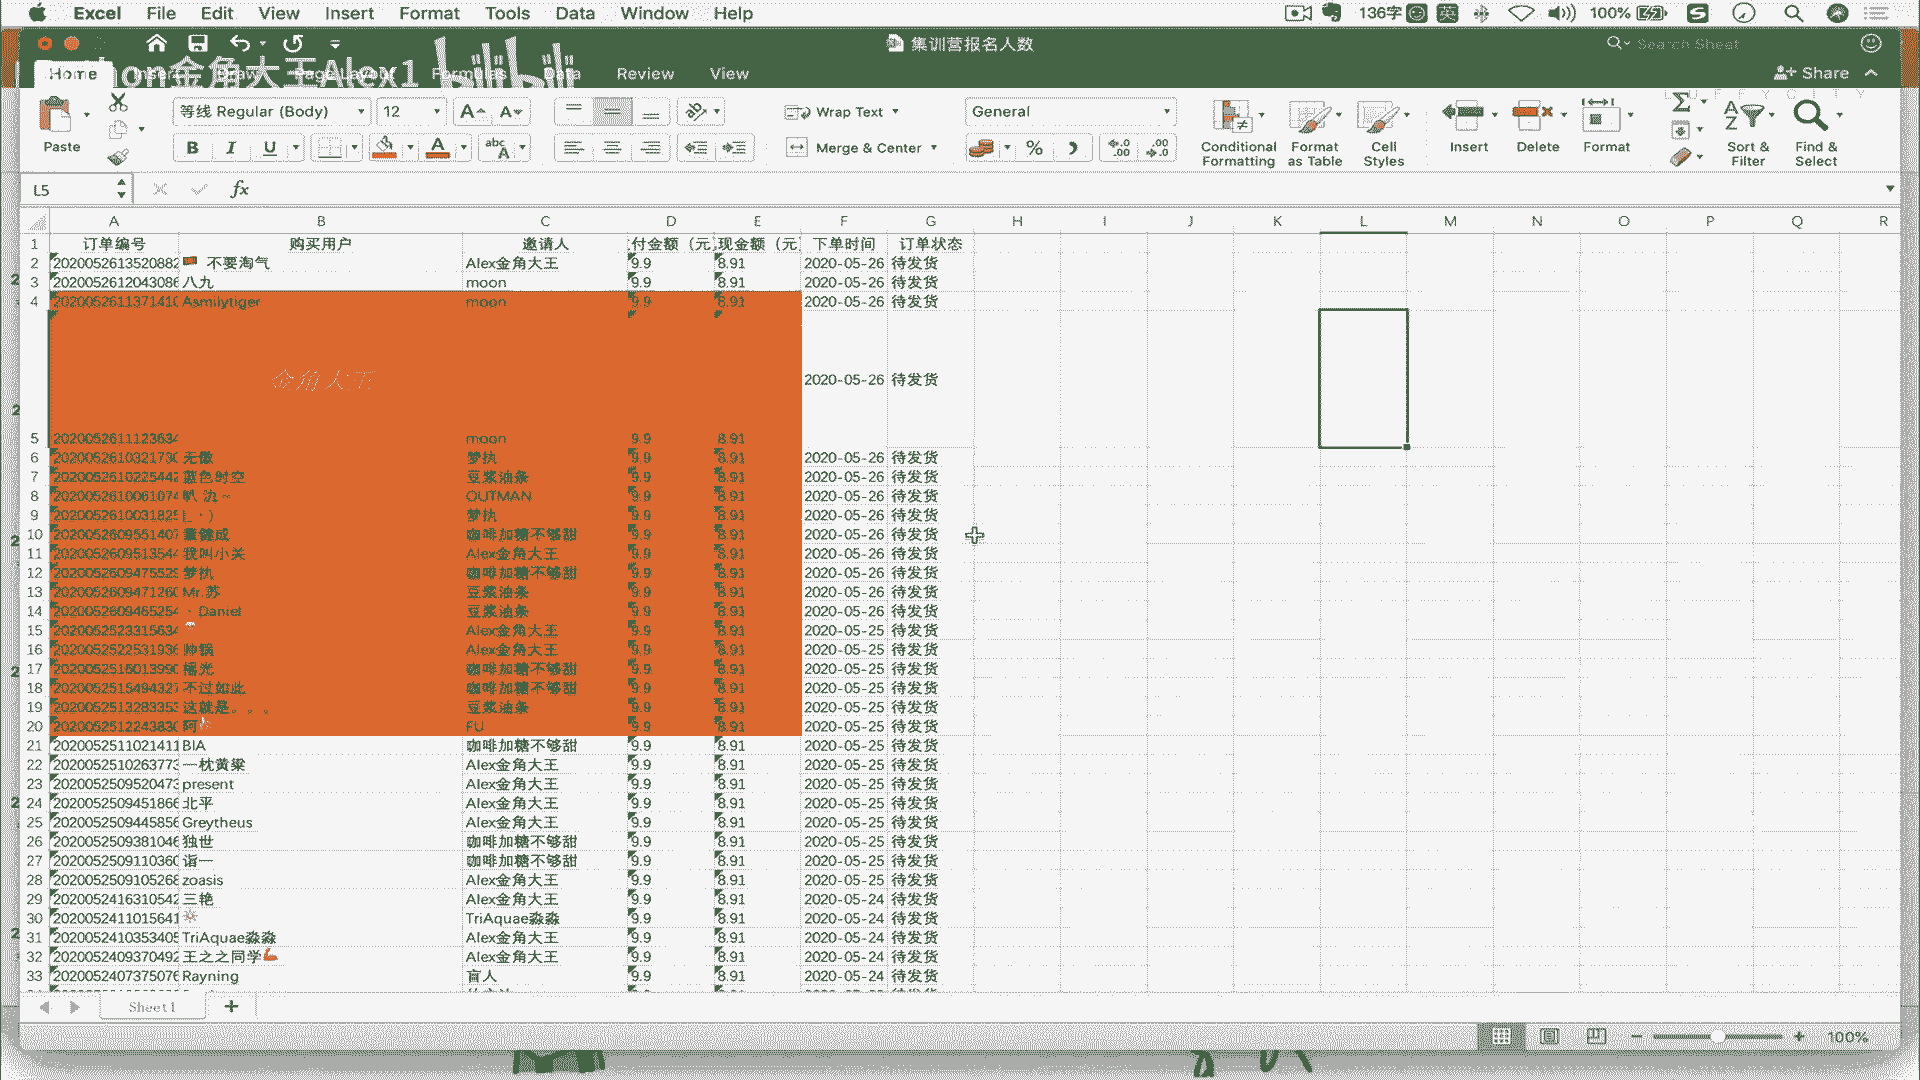 Excel File Edit View Insert Format Tools Data Window Help 136字 英 100%
集训营报名人数 Search Sheet
Home Insert Draw Page Layout Formulas Data Review View Share
hon金角大王Alex1 bilibili
LUFFYCITY
Paste 等线 Regular (Body) 12 Wrap Text General
B I U A abc A Merge & Center % Conditional Formatting Format as Table Cell Styles Insert Delete Format Sort & Filter Find & Select
L5 fx
A B C D E F G H I J K L M N O P Q R
1 订单编号 购买用户 邀请人 付金额（元 现金额（元 下单时间 订单状态
2 2020052613520882 不要淘气 Alex金角大王 9.9 8.91 2020-05-26 待发货
3 2020052612043086 八九 moon 9.9 8.91 2020-05-26 待发货
4 202005261137141 Asmilytiger moon 9.9 8.91 2020-05-26 待发货
金角大王 2020-05-26 待发货
5 202005261112363 moon 9.9 8.91
6 202005261032173 无傲 梦执 9.9 8.91 2020-05-26 待发货
7 202005261022544 蓝色时空 豆浆油条 9.9 8.91 2020-05-26 待发货
8 202005261006107 OUTMAN 9.9 8.91 2020-05-26 待发货
9 202005261003182 梦执 9.9 8.91 2020-05-26 待发货
10 202005260955140 董健成 咖啡加糖不够甜 9.9 8.91 2020-05-26 待发货
11 202005260951354 我叫小关 Alex金角大王 9.9 8.91 2020-05-26 待发货
12 202005260947552 梦执 咖啡加糖不够甜 9.9 8.91 2020-05-26 待发货
13 202005260947126 Mr.苏 豆浆油条 9.9 8.91 2020-05-26 待发货
14 202005260946525 Daniel 豆浆油条 9.9 8.91 2020-05-26 待发货
15 202005252331563 Alex金角大王 9.9 8.91 2020-05-25 待发货
16 202005252253193 帅锅 Alex金角大王 9.9 8.91 2020-05-25 待发货
17 202005251601399 摇光 咖啡加糖不够甜 9.9 8.91 2020-05-25 待发货
18 202005251549432 不过如此 咖啡加糖不够甜 9.9 8.91 2020-05-25 待发货
19 202005251328335 这就是。。。 豆浆油条 9.9 8.91 2020-05-25 待发货
20 202005251224383 阿 FU 9.9 8.91 2020-05-25 待发货
21 2020052511021411 BIA 咖啡加糖不够甜 9.9 8.91 2020-05-25 待发货
22 202005251026377 一枕黄粱 Alex金角大王 9.9 8.91 2020-05-25 待发货
23 202005250952047 present Alex金角大王 9.9 8.91 2020-05-25 待发货
24 2020052509451866 北平 Alex金角大王 9.9 8.91 2020-05-25 待发货
25 2020052509445856 Greytheus Alex金角大王 9.9 8.91 2020-05-25 待发货
26 2020052509381046 独世 咖啡加糖不够甜 9.9 8.91 2020-05-25 待发货
27 2020052509110360 诣一 咖啡加糖不够甜 9.9 8.91 2020-05-25 待发货
28 2020052509105268 zoasis Alex金角大王 9.9 8.91 2020-05-25 待发货
29 2020052416310542 三艳 Alex金角大王 9.9 8.91 2020-05-24 待发货
30 2020052411015641 TriAquae淼淼 9.9 8.91 2020-05-24 待发货
31 2020052410353405 TriAquae淼淼 Alex金角大王 9.9 8.91 2020-05-24 待发货
32 2020052409370492 王之之同学 Alex金角大王 9.9 8.91 2020-05-24 待发货
33 2020052407375076 Rayning 盲人 9.9 8.91 2020-05-24 待发货
Sheet1
100%